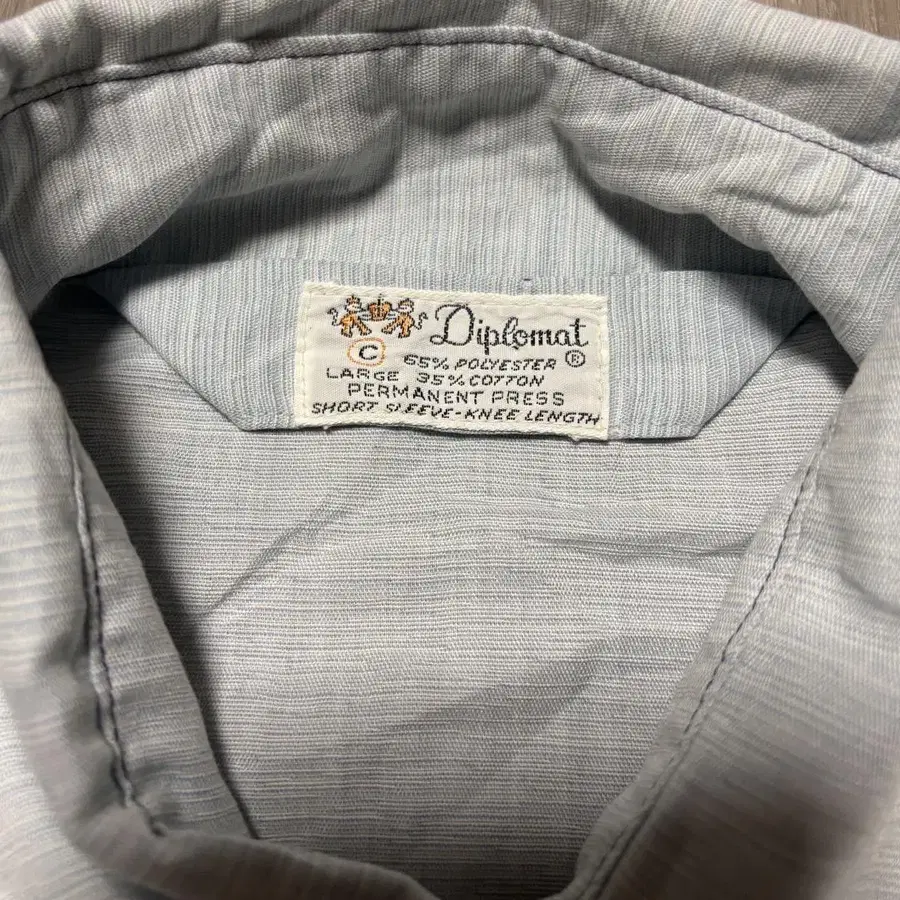 Diplomat ®
C 65% POLYESTER
LARGE 35% COTTON
PERMANENT PRESS
SHORT SLEEVE-KNEE LENGTH